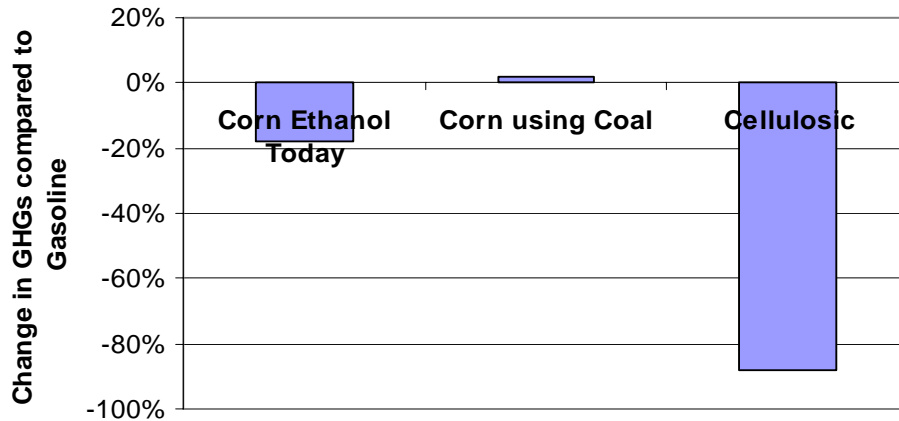 Change in GHGs compared to
Gasoline
20%
0%
-20%
-40%
-60%
-80%
-100%
Corn Ethanol
Today
Corn using Coal
Cellulosic